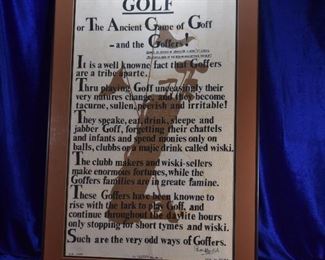 GOLF
or The Ancient Game of Goff
- and the Goffers!
It is a well knowne fact that Goffers
are a tribe aparte.
Thru playing Goff unceasingly their
very natures change and they become
tacurne, sullen, peevish and irritable!
They speake, eat, drink, sleepe and
jabber Goff, forgetting their chattels
and infants and spend monies only on
balls, clubbs or a majic drink called wiski.
The clubb makers and wiski-sellers
make enormous fortunes, while the
Goffers families are in greate famine.
These Goffers have been knowne to
rise with the lark to play Goff, and
continue throughout the daylite hours
only stopping for short tymes and wiski.
Such are the very odd ways of Goffers.